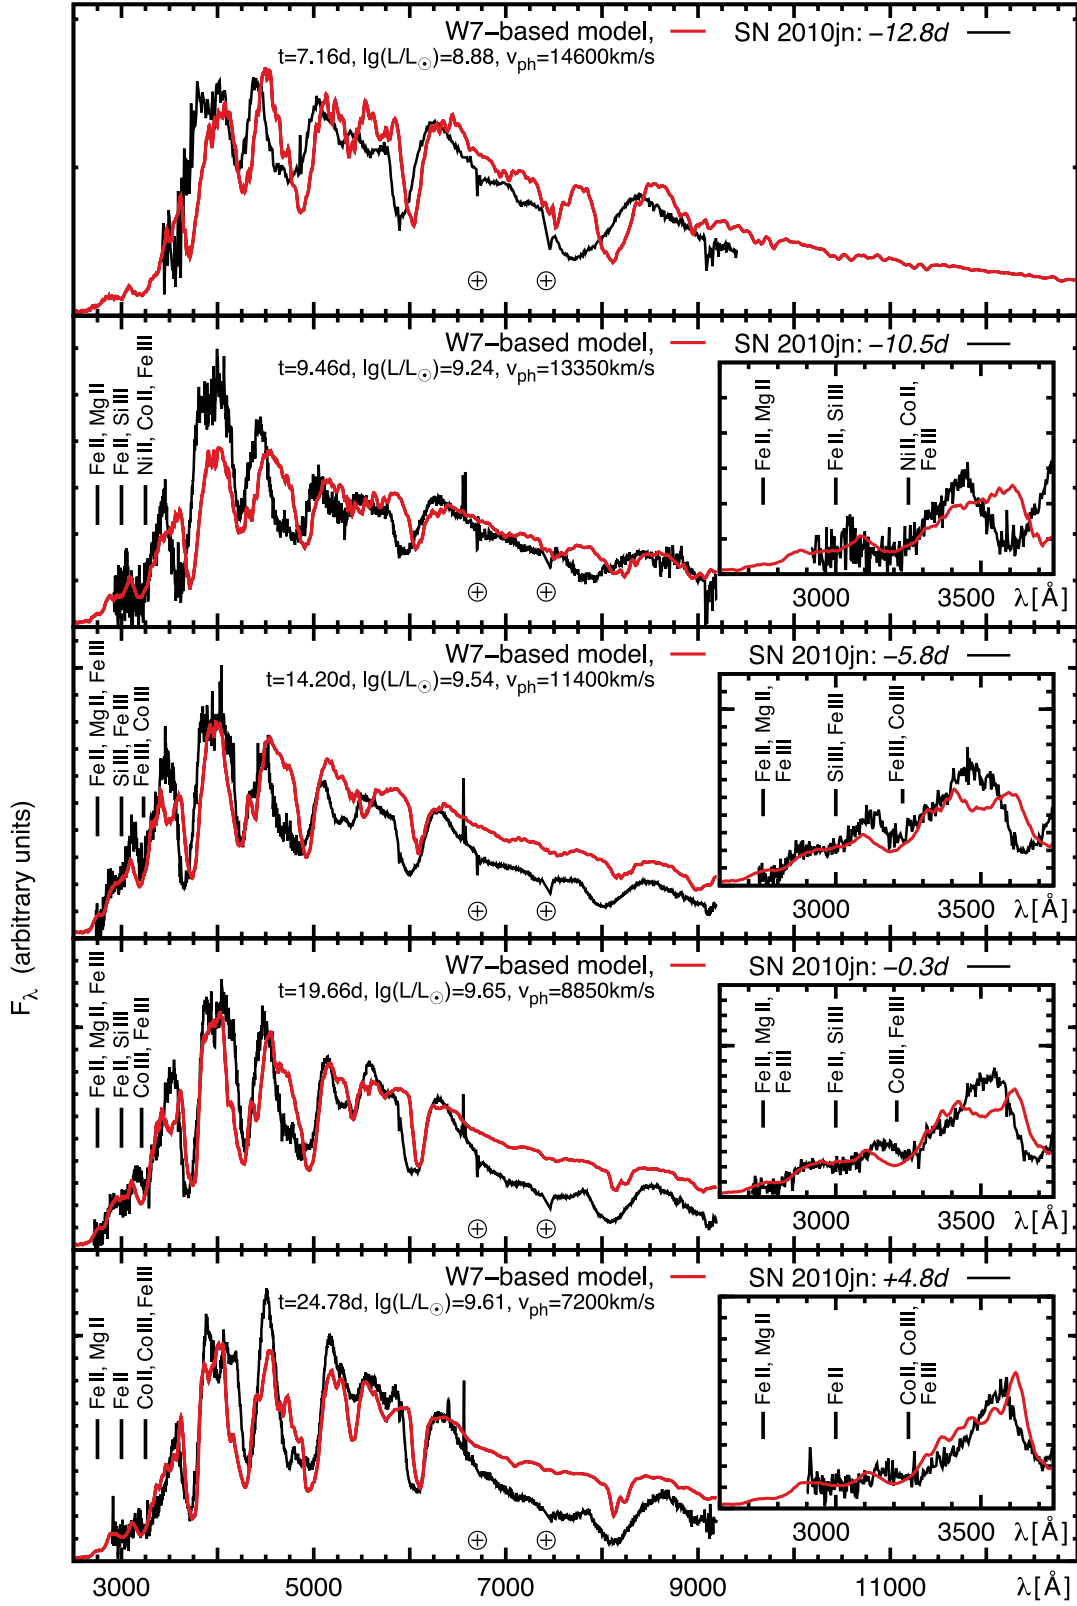 W7-based model, SN 2010jn: -12.8d
t=7.16d, lg(L/L⊙)=8.88, vph=14600km/s
⊕ ⊕
W7-based model, SN 2010jn: -10.5d
t=9.46d, lg(L/L⊙)=9.24, vph=13350km/s
Fe II, Mg II
Fe II, Si III
Ni II, Co II, Fe III
Fe II, Mg II
Fe II, Si III
Ni II, Co II,
Fe III
3000 3500 λ[Å]
⊕ ⊕
W7-based model, SN 2010jn: -5.8d
t=14.20d, lg(L/L⊙)=9.54, vph=11400km/s
Fe II, Mg II, Fe III
Si III, Fe III
Fe III, Co III
Fe II, Mg II,
Fe III
Si III, Fe III
Fe III, Co III
3000 3500 λ[Å]
⊕ ⊕
Fλ (arbitrary units)
W7-based model, SN 2010jn: -0.3d
t=19.66d, lg(L/L⊙)=9.65, vph=8850km/s
Fe II, Mg II, Fe III
Fe II, Si III
Co III, Fe III
Fe II, Mg II,
Fe III
Fe II, Si III
Co III, Fe III
3000 3500 λ[Å]
⊕ ⊕
W7-based model, SN 2010jn: +4.8d
t=24.78d, lg(L/L⊙)=9.61, vph=7200km/s
Fe II, Mg II
Fe II
Co II, Co III, Fe III
Fe II, Mg II
Fe II
Co II, Co III,
Fe III
3000 3500 λ[Å]
⊕ ⊕
3000 5000 7000 9000 11000 λ[Å]